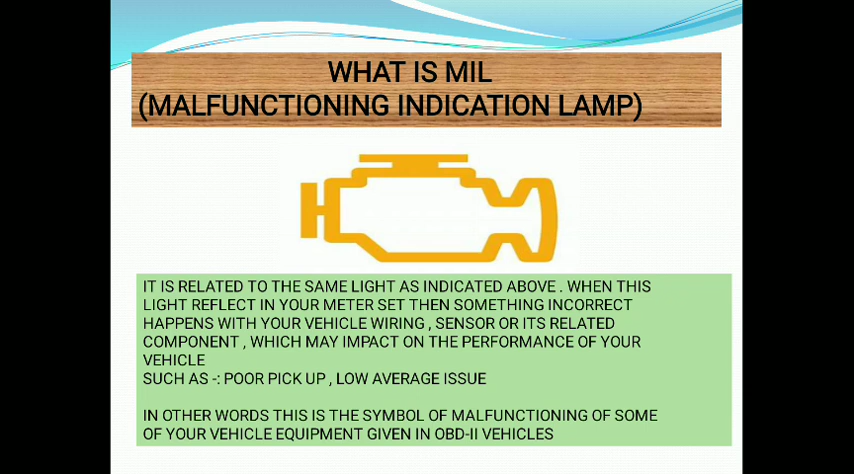 WHAT IS MIL
(MALFUNCTIONING INDICATION LAMP)
IT IS RELATED TO THE SAME LIGHT AS INDICATED ABOVE . WHEN THIS
LIGHT REFLECT IN YOUR METER SET THEN SOMETHING INCORRECT
HAPPENS WITH YOUR VEHICLE WIRING , SENSOR OR ITS RELATED
COMPONENT , WHICH MAY IMPACT ON THE PERFORMANCE OF YOUR
VEHICLE
SUCH AS -: POOR PICK UP , LOW AVERAGE ISSUE
IN OTHER WORDS THIS IS THE SYMBOL OF MALFUNCTIONING OF SOME
OF YOUR VEHICLE EQUIPMENT GIVEN IN OBD-II VEHICLES